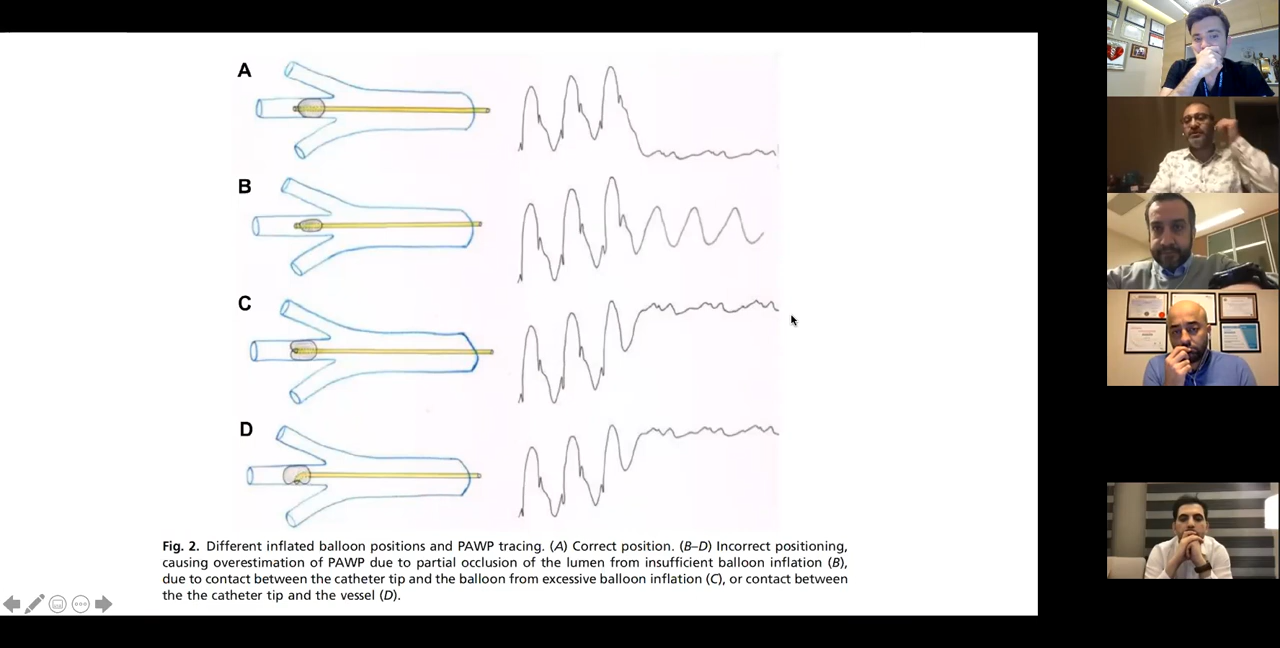 A
B
C
D
Fig. 2. Different inflated balloon positions and PAWP tracing. (A) Correct position. (B–D) Incorrect positioning,
causing overestimation of PAWP due to partial occlusion of the lumen from insufficient balloon inflation (B),
due to contact between the catheter tip and the balloon from excessive balloon inflation (C), or contact between
the the catheter tip and the vessel (D).